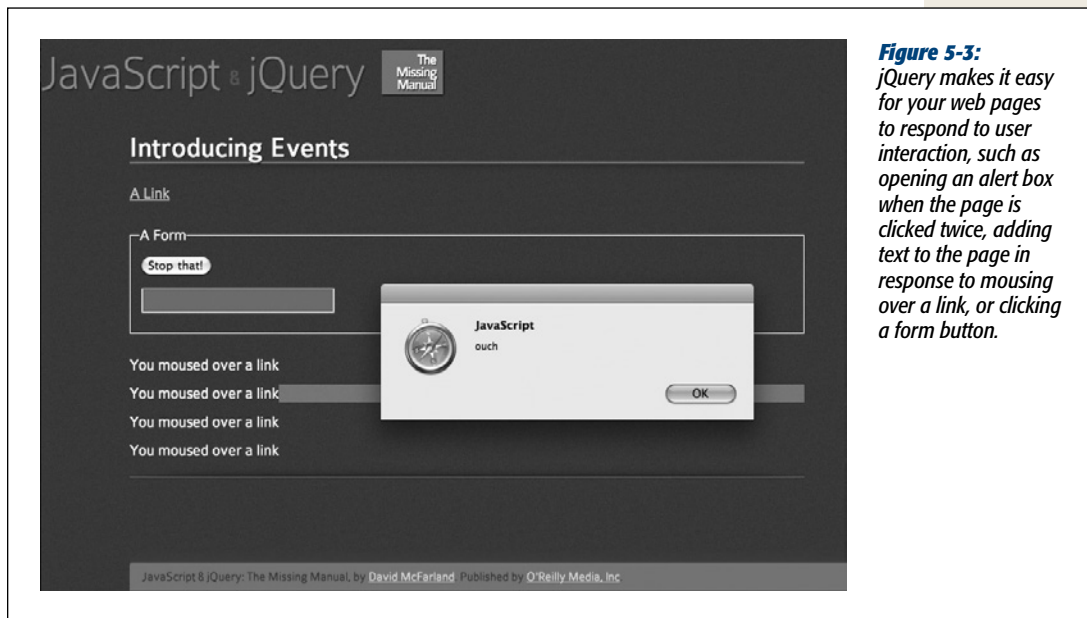 JavaScript & jQuery
The
Missing
Manual
Introducing Events
A Link
A Form
Stop that!
JavaScript
ouch
OK
You moused over a link
You moused over a link
You moused over a link
You moused over a link
JavaScript & jQuery: The Missing Manual, by David McFarland. Published by O'Reilly Media, Inc
Figure 5-3:
jQuery makes it easy
for your web pages
to respond to user
interaction, such as
opening an alert box
when the page is
clicked twice, adding
text to the page in
response to mousing
over a link, or clicking
a form button.